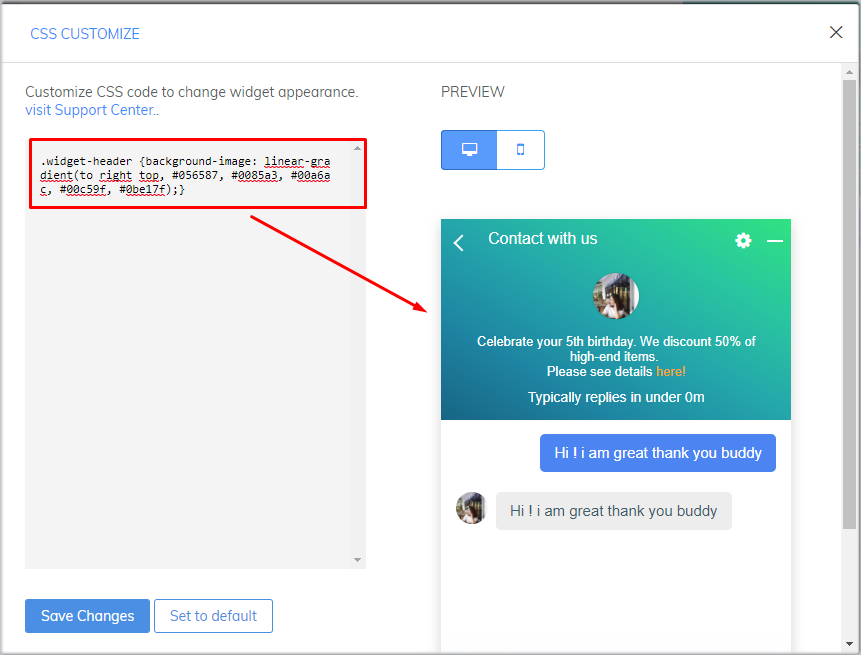 CSS CUSTOMIZE
Customize CSS code to change widget appearance.
visit Support Center..
.widget-header {background-image: linear-gra
dient(to right top, #056587, #0085a3, #00a6a
c, #00c59f, #0be17f);}
Save Changes
Set to default
PREVIEW
Contact with us
Celebrate your 5th birthday. We discount 50% of
high-end items.
Please see details here!
Typically replies in under 0m
Hi ! i am great thank you buddy
Hi ! i am great thank you buddy